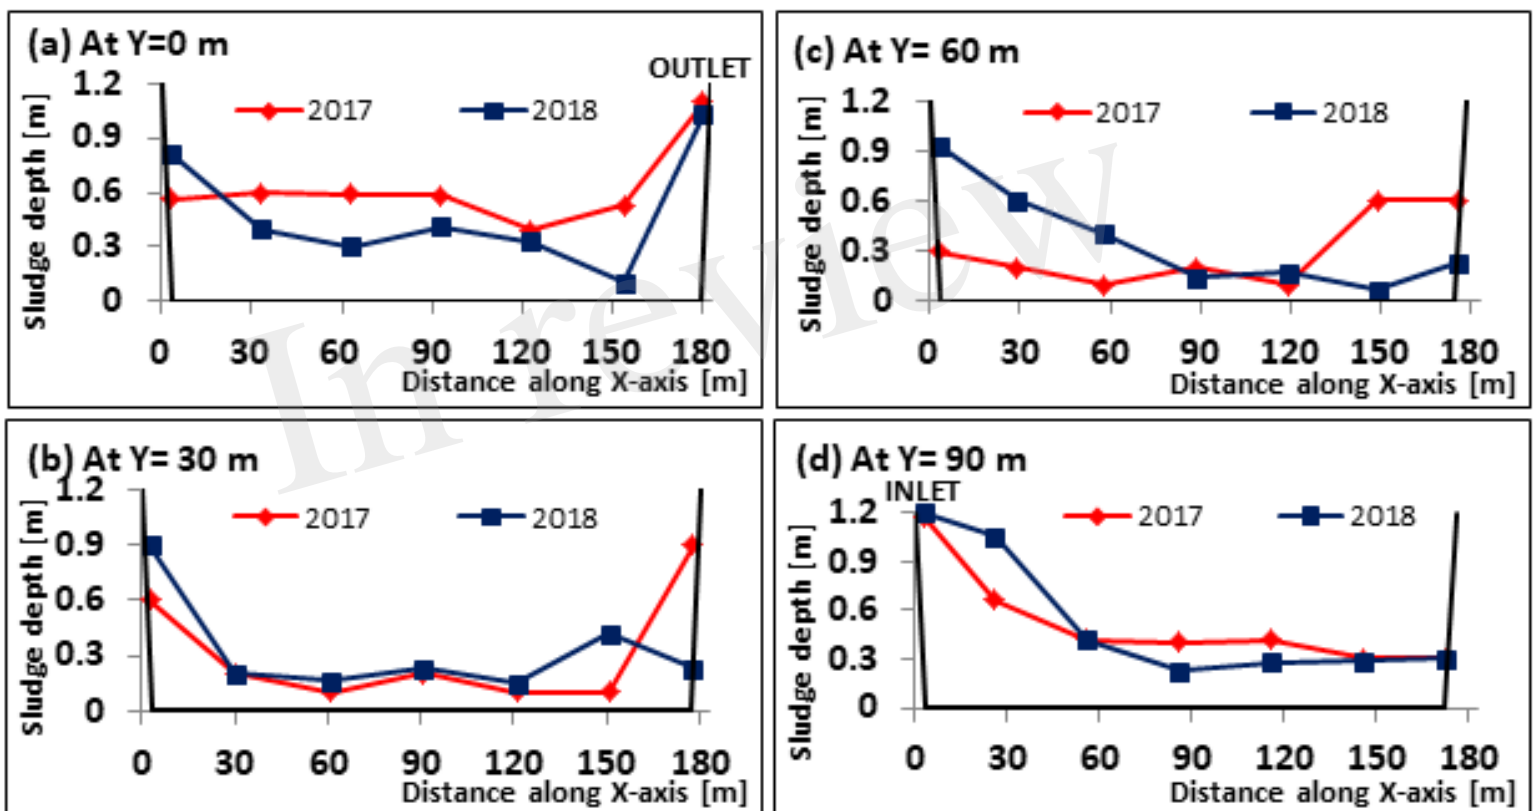 (a) At Y=0 m
OUTLET
Sludge depth [m]
1.2
0.9
0.6
0.3
0
2017
2018
0 30 60 90 120 150 180
Distance along X-axis [m]
(c) At Y= 60 m
Sludge depth [m]
1.2
0.9
0.6
0.3
0
2017
2018
0 30 60 90 120 150 180
Distance along X-axis [m]
(b) At Y= 30 m
Sludge depth [m]
1.2
0.9
0.6
0.3
0
2017
2018
0 30 60 90 120 150 180
Distance along X-axis [m]
(d) At Y= 90 m
INLET
Sludge depth [m]
1.2
0.9
0.6
0.3
0
2017
2018
0 30 60 90 120 150 180
Distance along X-axis [m]
In review